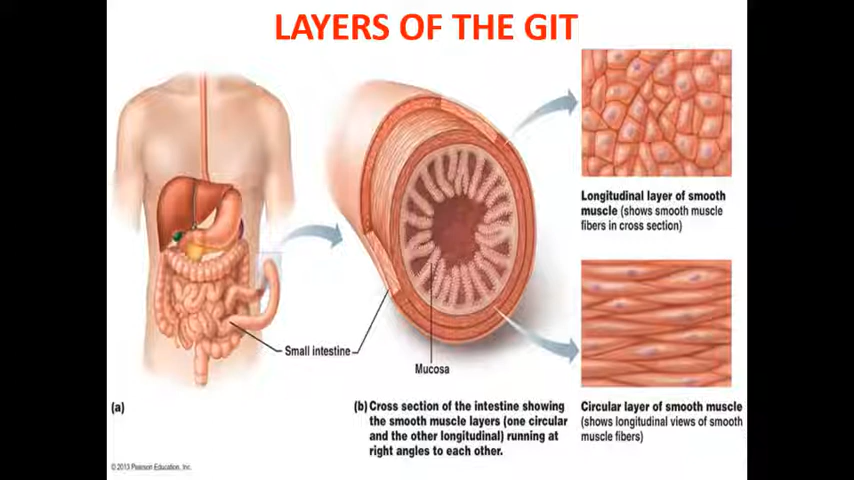 LAYERS OF THE GIT
Longitudinal layer of smooth
muscle (shows smooth muscle
fibers in cross section)
Small intestine
Mucosa
(a)
(b) Cross section of the intestine showing
the smooth muscle layers (one circular
and the other longitudinal) running at
right angles to each other.
Circular layer of smooth muscle
(shows longitudinal views of smooth
muscle fibers)
© 2013 Pearson Education, Inc.